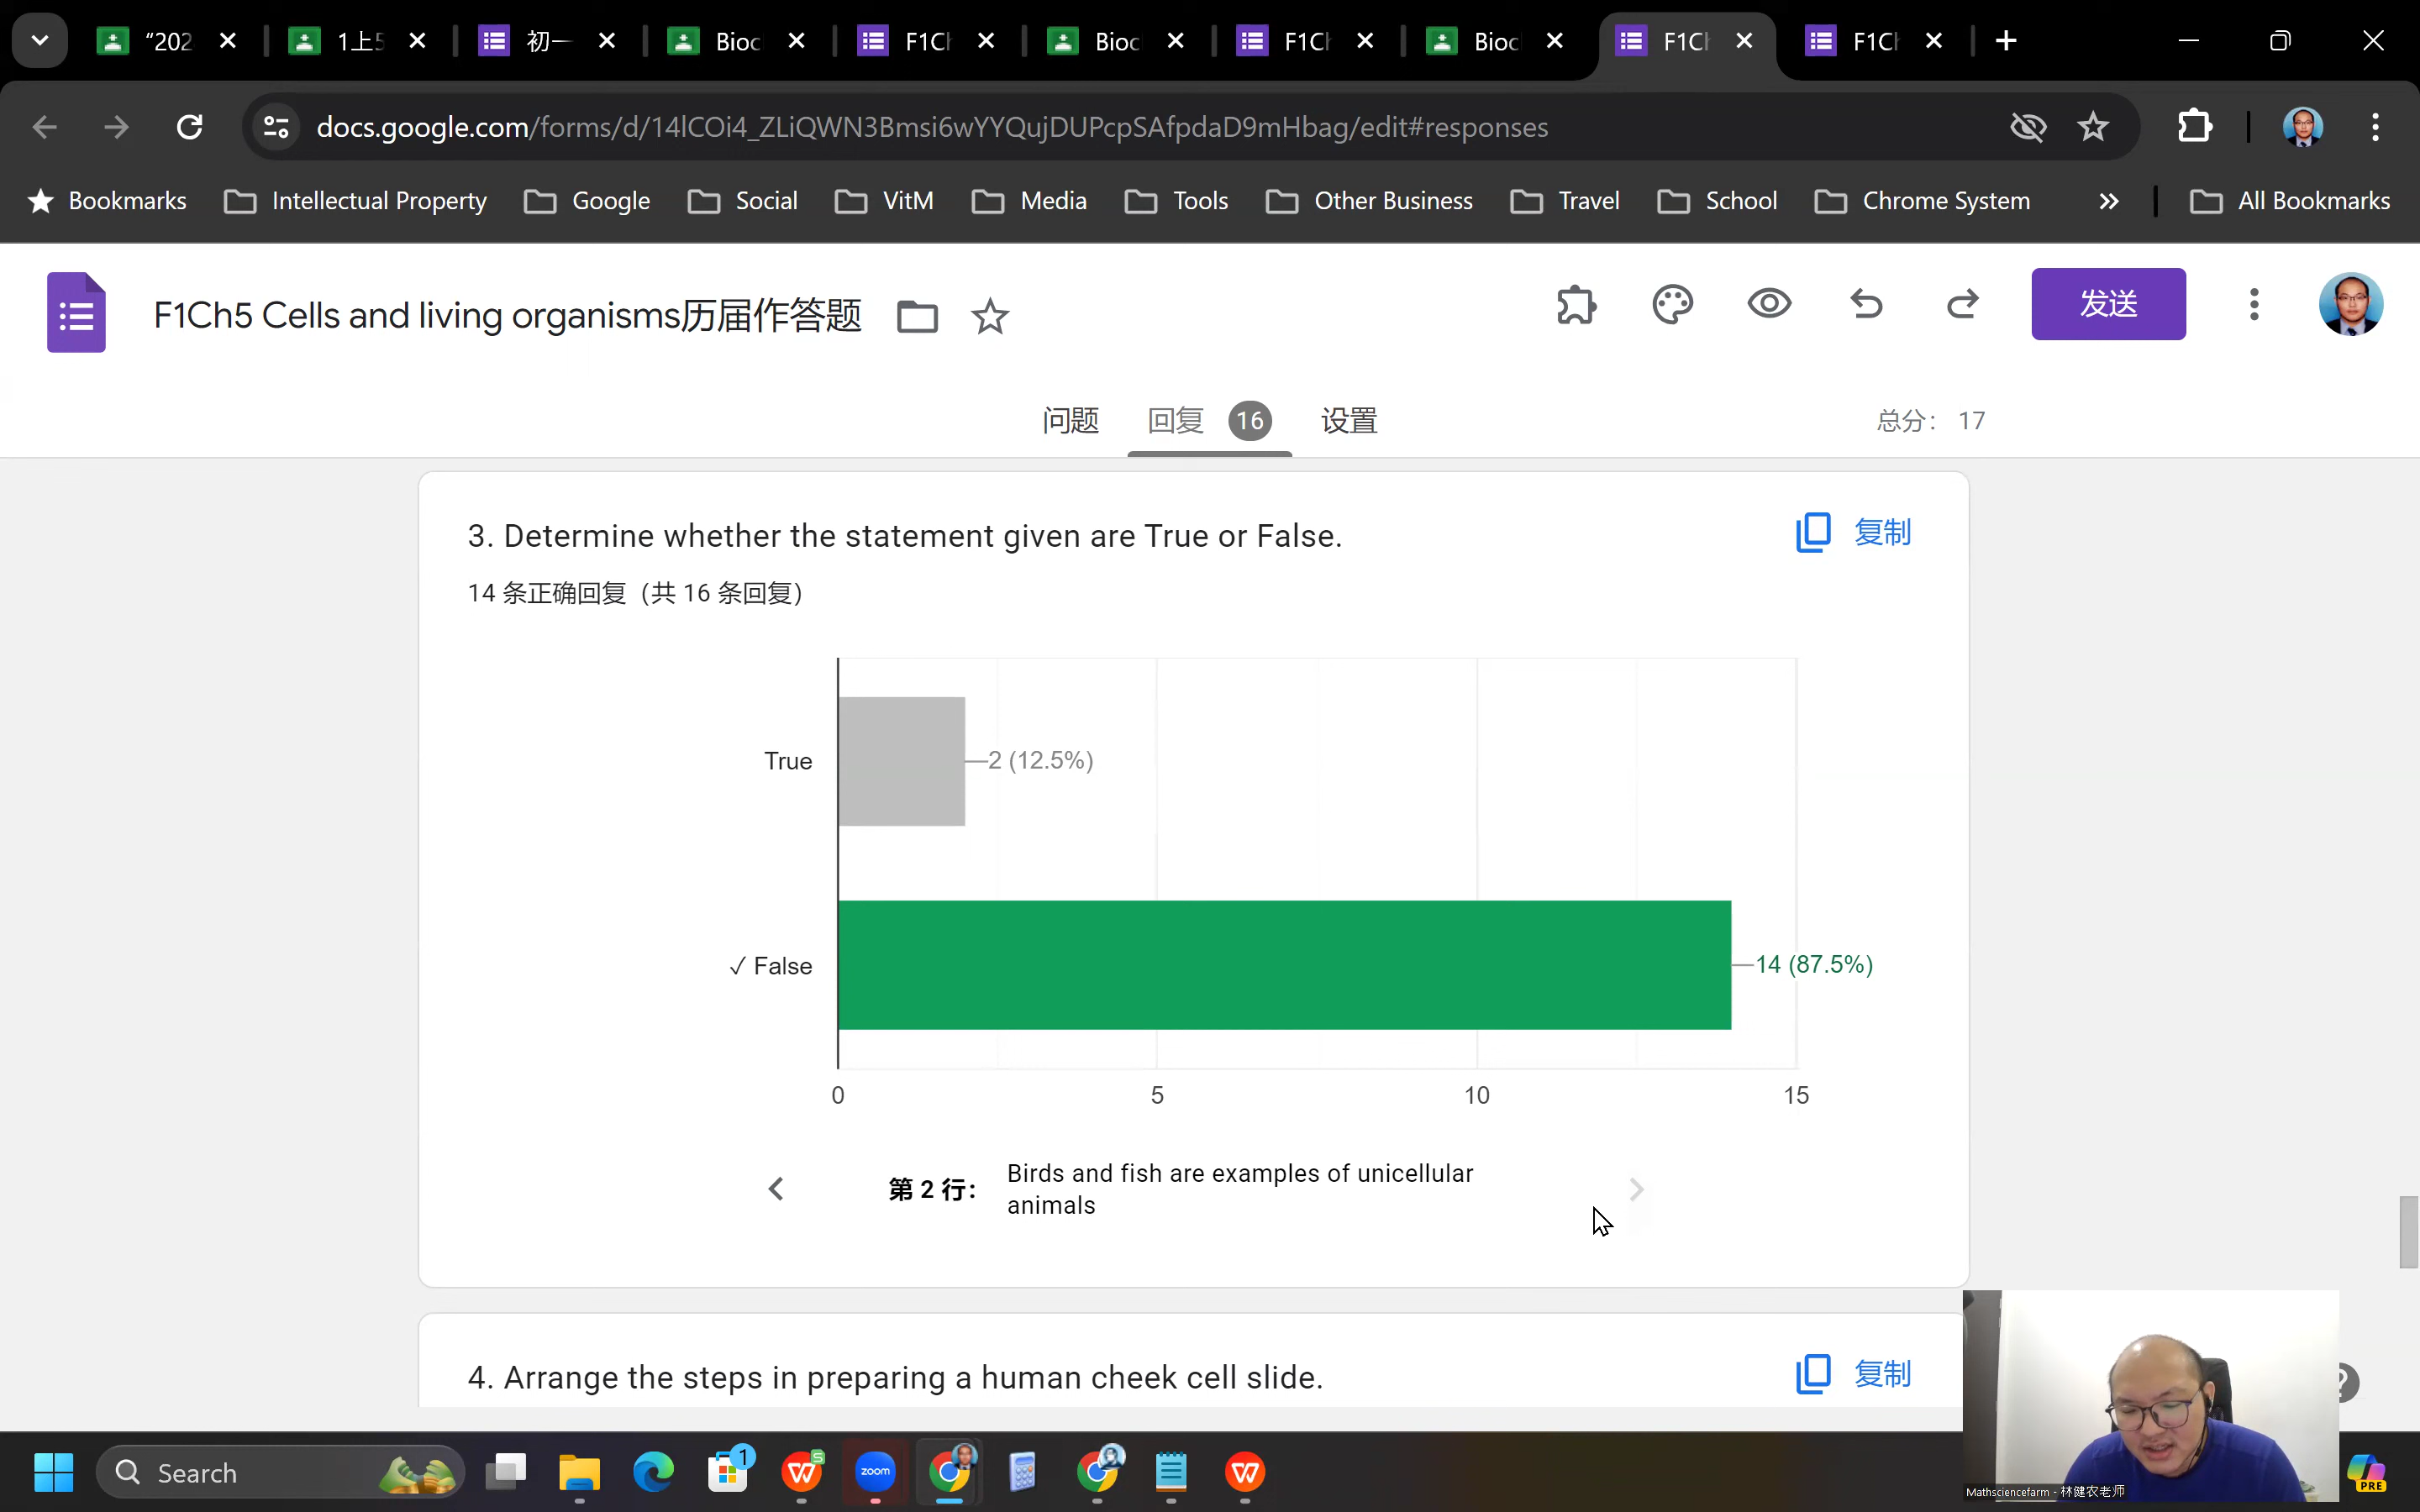 “202
1上5
初一
Bioc
F1Cl
Bioc
F1Cl
Bioc
F1Cl
F1Cl
docs.google.com/forms/d/14lCOi4_ZLiQWN3Bmsi6wYYQujDUPcpSAfpdaD9mHbag/edit#responses
Bookmarks
Intellectual Property
Google
Social
VitM
Media
Tools
Other Business
Travel
School
Chrome System
All Bookmarks
F1Ch5 Cells and living organisms历届作答题
发送
问题
回复 16
设置
总分： 17
3. Determine whether the statement given are True or False.
复制
14 条正确回复（共 16 条回复）
True
2 (12.5%)
✓ False
14 (87.5%)
0 5 10 15
第 2 行：
Birds and fish are examples of unicellular
animals
4. Arrange the steps in preparing a human cheek cell slide.
复制
Search
1
zoom
PRE
Mathsciencefarm - 林健农老师